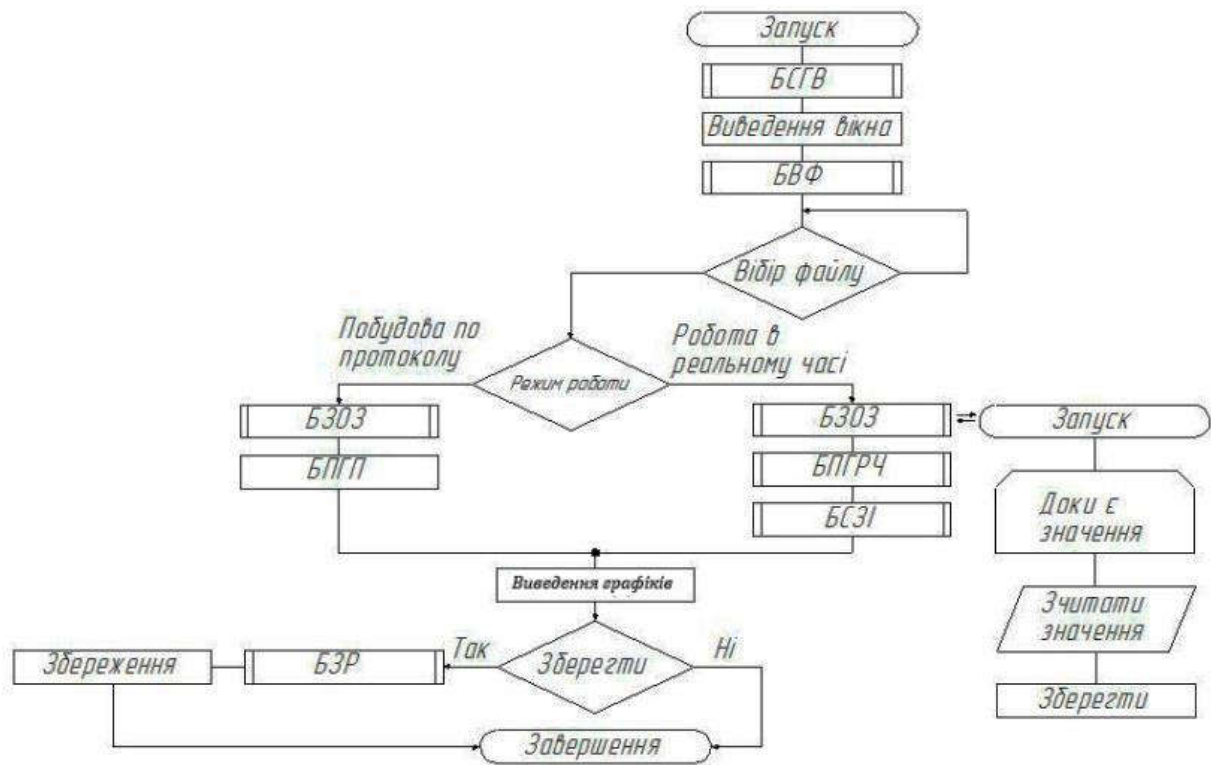 Запуск
БСГВ
Виведення вікна
БВФ
Вібір файлу
Побудова по
протоколу
Робота в
реальному часі
Режим роботи
БЗОЗ
БЗОЗ
Запуск
БПГП
БПГРЧ
БСЗІ
Доки є
значення
Виведення графіків
Зчитати
значення
Так
Ні
Збереження
БЗР
Зберегти
Зберегти
Завершення